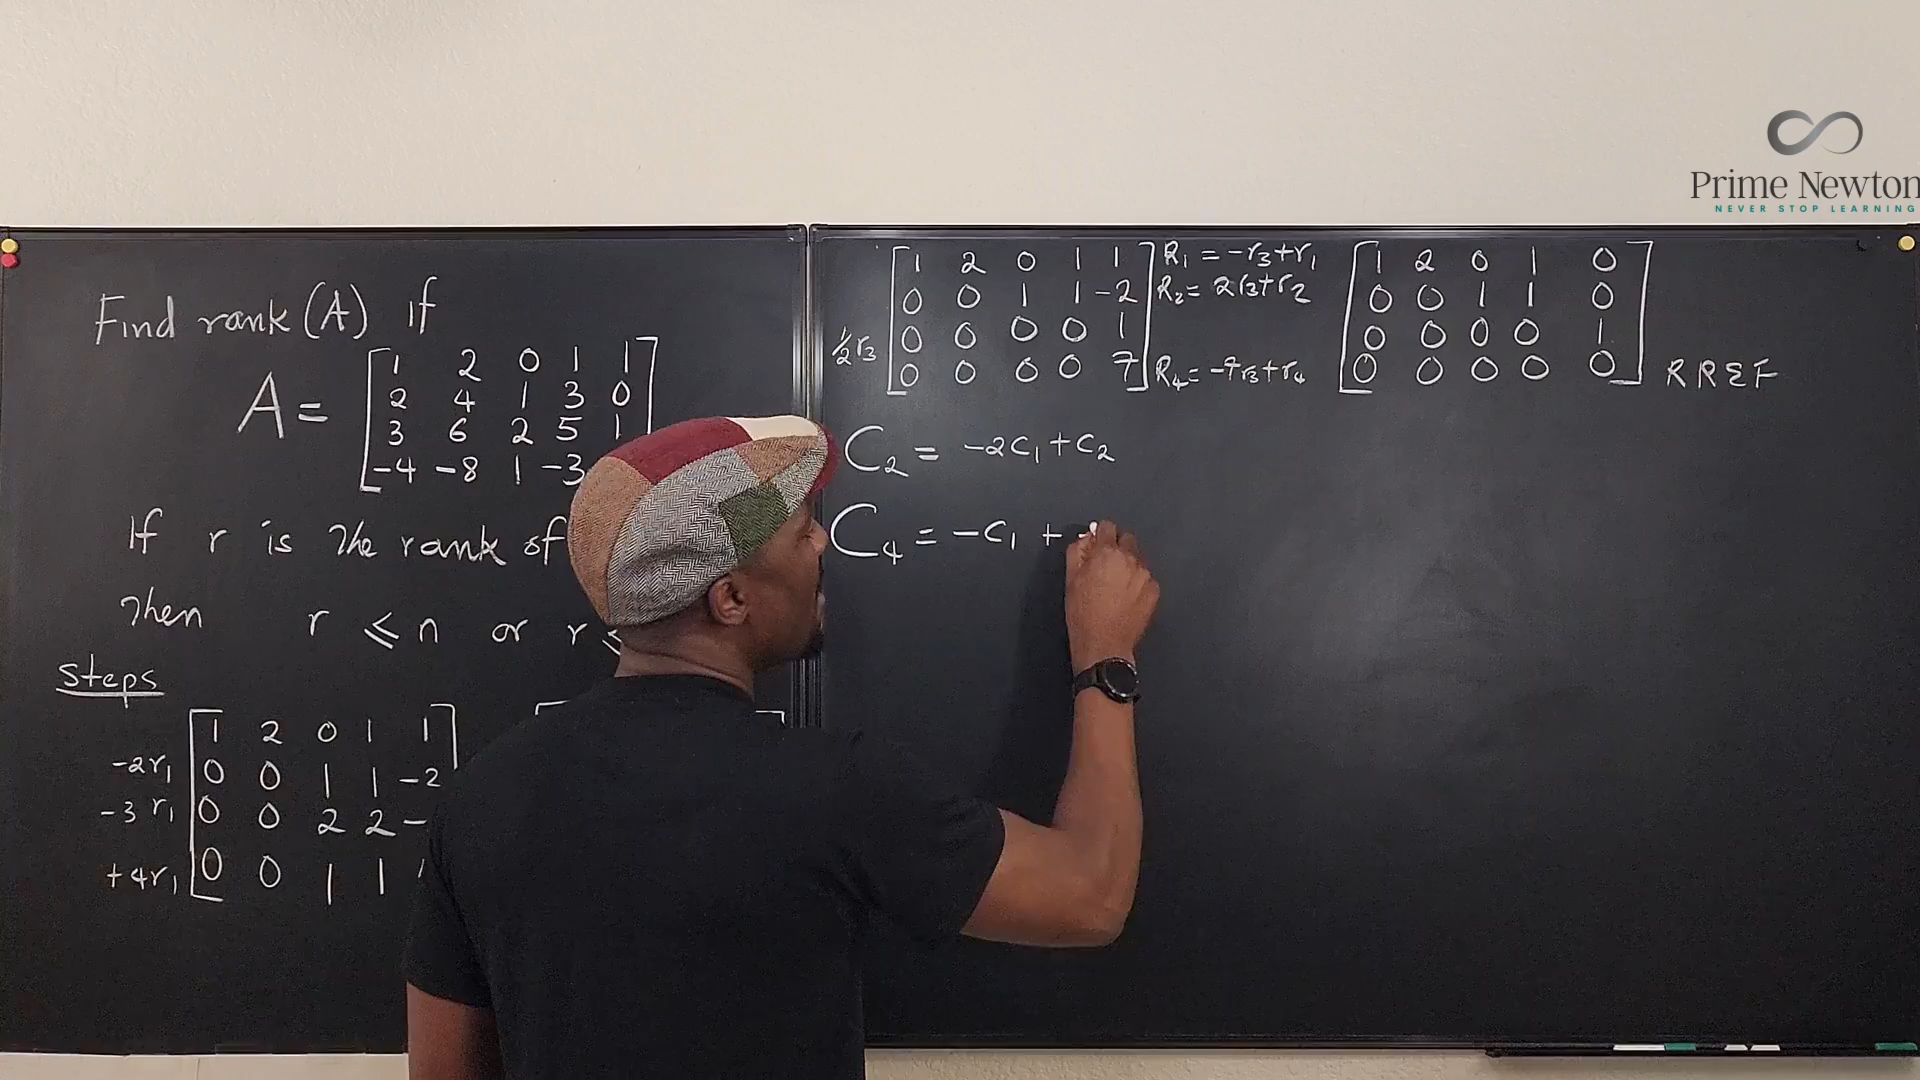 Prime Newton
NEVER STOP LEARNING
Find rank (A) if
A =
1 2 0 1 1
2 4 1 3 0
3 6 2 5 1
-4 -8 1 -3
If r is the rank of
Then r ≤ n or r ≤
Steps
1 2 0 1 1
-2r₁ 0 0 1 1 -2
-3 r₁ 0 0 2 2 -
+4r₁ 0 0 1 1
1 2 0 1 1 R₁ = -r₃+r₁
0 0 1 1 -2 R₂ = 2r₃+r₂
½r₃ 0 0 0 0 1
0 0 0 0 7 R₄ = -7r₃+r₄
1 2 0 1 0
0 0 1 1 0
0 0 0 0 1
0 0 0 0 0 RREF
C₂ = -2C₁+C₂
C₄ = -C₁ +